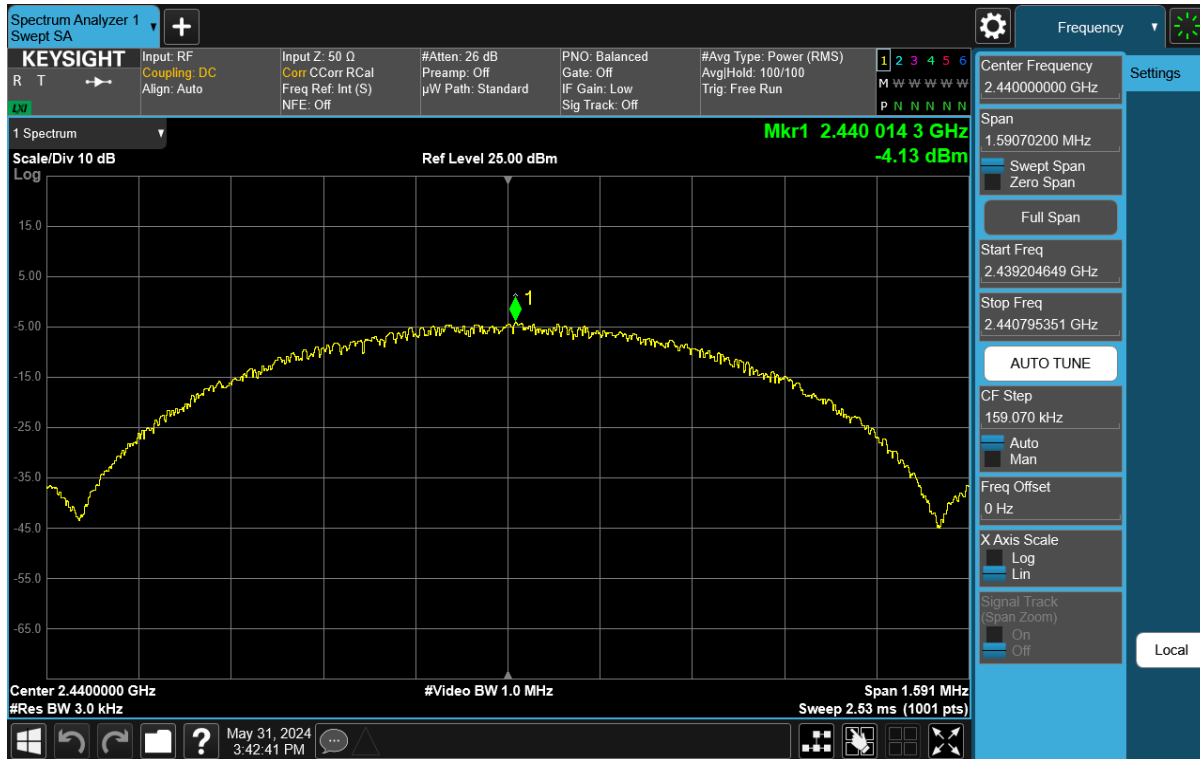 Spectrum Analyzer 1
Swept SA
+
Frequency
KEYSIGHT
R T
LXI
Input: RF
Coupling: DC
Align: Auto
Input Z: 50 Ω
Corr CCorr RCal
Freq Ref: Int (S)
NFE: Off
#Atten: 26 dB
Preamp: Off
µW Path: Standard
PNO: Balanced
Gate: Off
IF Gain: Low
Sig Track: Off
#Avg Type: Power (RMS)
Avg|Hold: 100/100
Trig: Free Run
1 2 3 4 5 6
M W W W W W
P N N N N N
1 Spectrum
Mkr1 2.440 014 3 GHz
Scale/Div 10 dB
Ref Level 25.00 dBm
-4.13 dBm
Log
15.0
5.00
-5.00
-15.0
-25.0
-35.0
-45.0
-55.0
-65.0
1
Center 2.4400000 GHz
#Video BW 1.0 MHz
Span 1.591 MHz
#Res BW 3.0 kHz
Sweep 2.53 ms (1001 pts)
?
May 31, 2024
3:42:41 PM
Center Frequency
2.440000000 GHz
Settings
Span
1.59070200 MHz
Swept Span
Zero Span
Full Span
Start Freq
2.439204649 GHz
Stop Freq
2.440795351 GHz
AUTO TUNE
CF Step
159.070 kHz
Auto
Man
Freq Offset
0 Hz
X Axis Scale
Log
Lin
Signal Track
(Span Zoom)
On
Off
Local